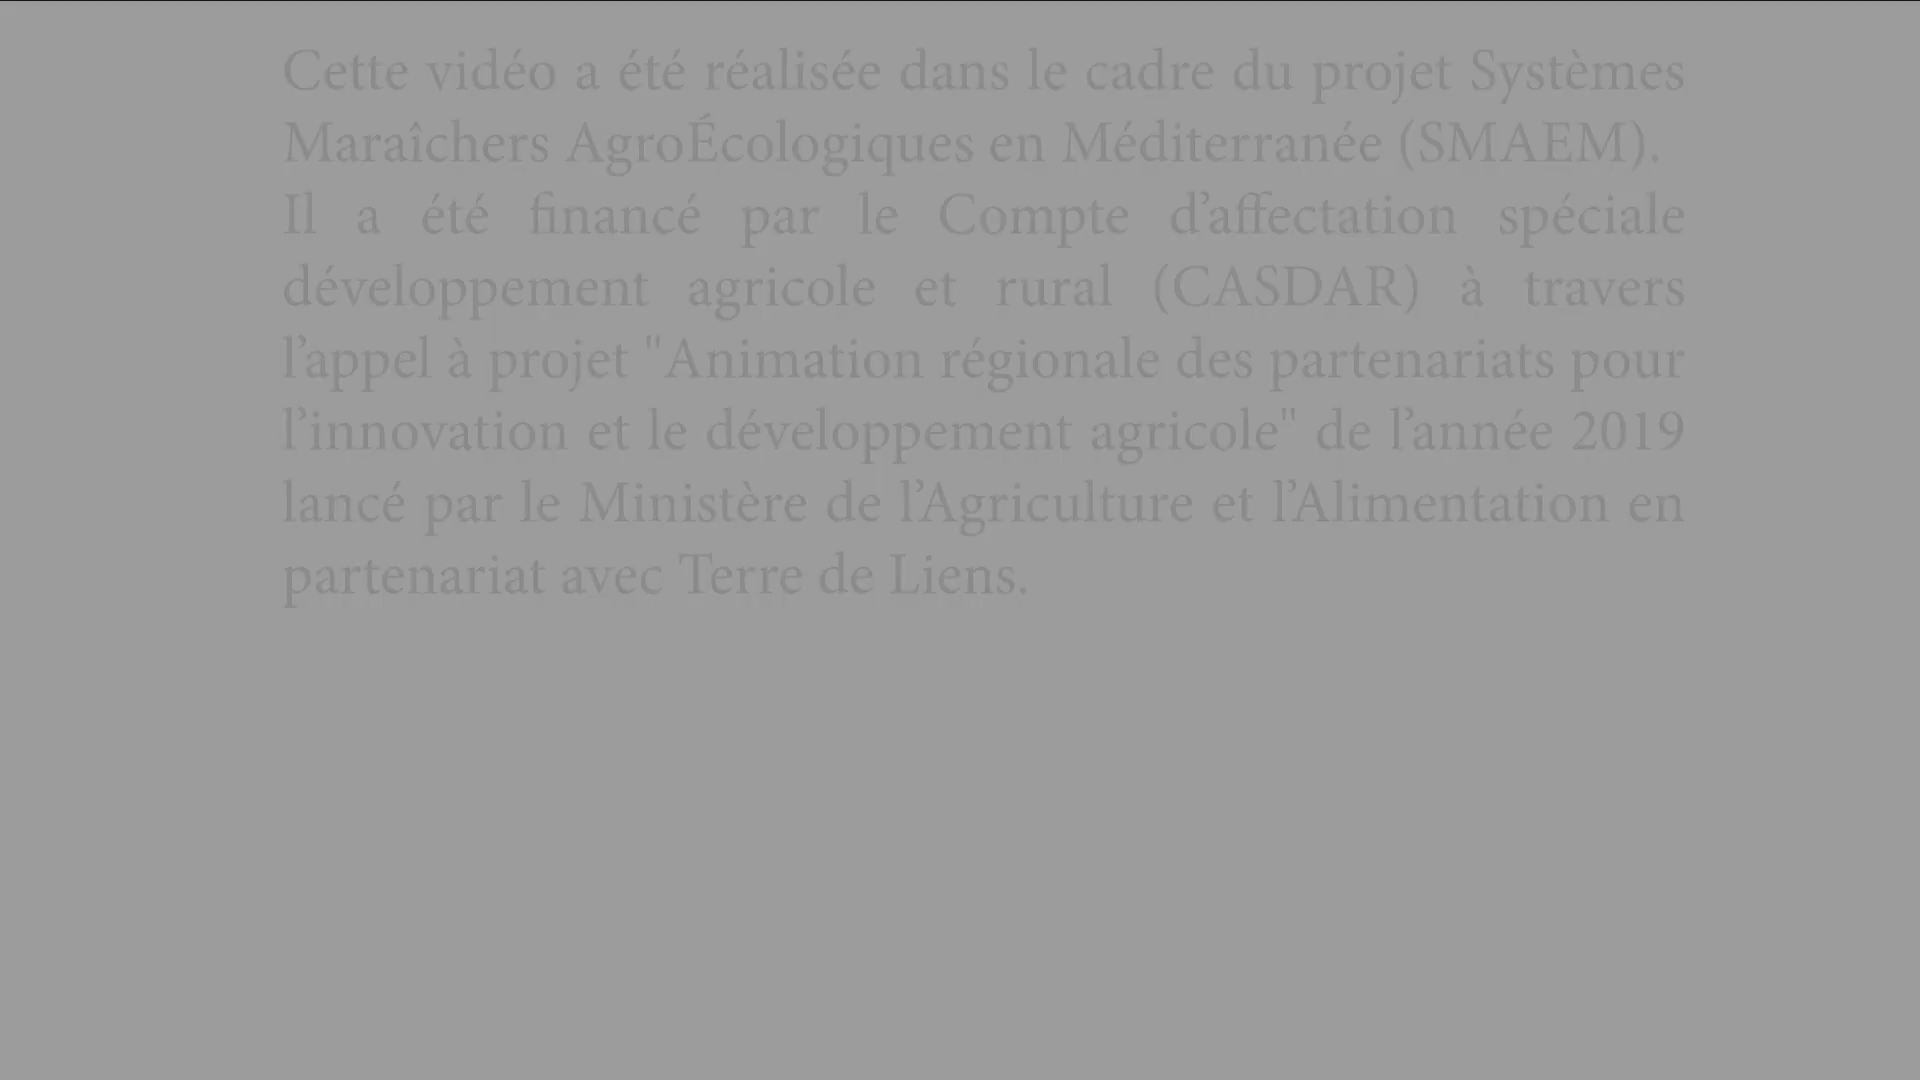 Cette vidéo a été réalisée dans le cadre du projet Systèmes
Maraîchers AgroÉcologiques en Méditerranée (SMAEM).
Il a été financé par le Compte d’affectation spéciale
développement agricole et rural (CASDAR) à travers
l’appel à projet "Animation régionale des partenariats pour
l’innovation et le développement agricole" de l’année 2019
lancé par le Ministère de l’Agriculture et l’Alimentation en
partenariat avec Terre de Liens.